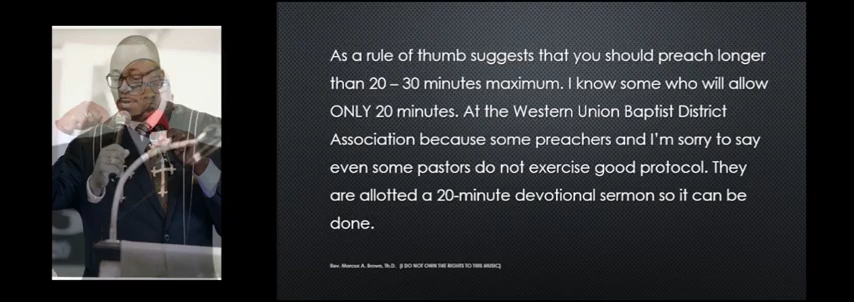 As a rule of thumb suggests that you should preach longer
than 20 – 30 minutes maximum. I know some who will allow
ONLY 20 minutes. At the Western Union Baptist District
Association because some preachers and I'm sorry to say
even some pastors do not exercise good protocol. They
are allotted a 20-minute devotional sermon so it can be
done.
Rev. Marcus A. Brown, Th.D. (I DO NOT OWN THE RIGHTS TO THIS MUSIC)